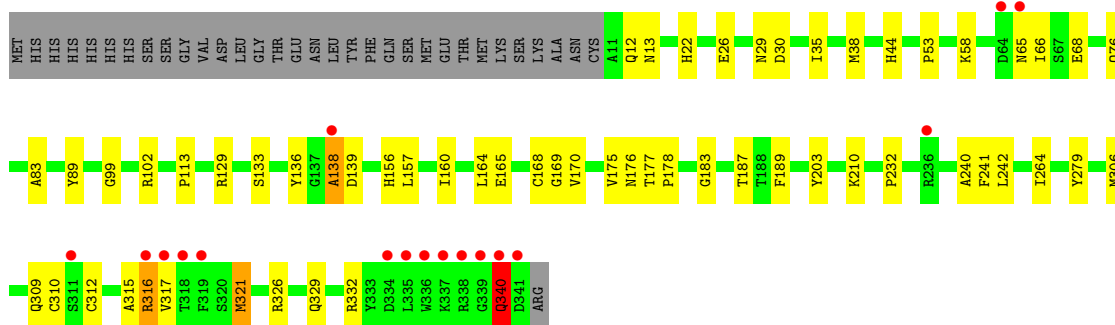 MET HIS HIS HIS HIS HIS HIS SER SER GLY VAL ASP LEU GLY THR GLU ASN LEU TYR PHE GLN SER MET GLU THR MET LYS SER LYS ALA ASN CYS A11 Q12 N13 H22 E26 N29 D30 I35 M38 H44 P53 K58 D64 N65 I66 S67 E68 Q76
A83 Y89 G99 R102 P113 R129 S133 Y136 G137 A138 D139 H156 L157 I160 L164 E165 C168 G169 V170 V175 N176 T177 P178 G183 T187 T188 F189 Y203 K210 P232 R236 A240 F241 L242 I264 Y279 M306
Q309 C310 S311 C312 A315 R316 V317 T318 F319 S320 M321 R326 Q329 R332 Y333 D334 L335 W336 K337 R338 G339 Q340 D341 ARG